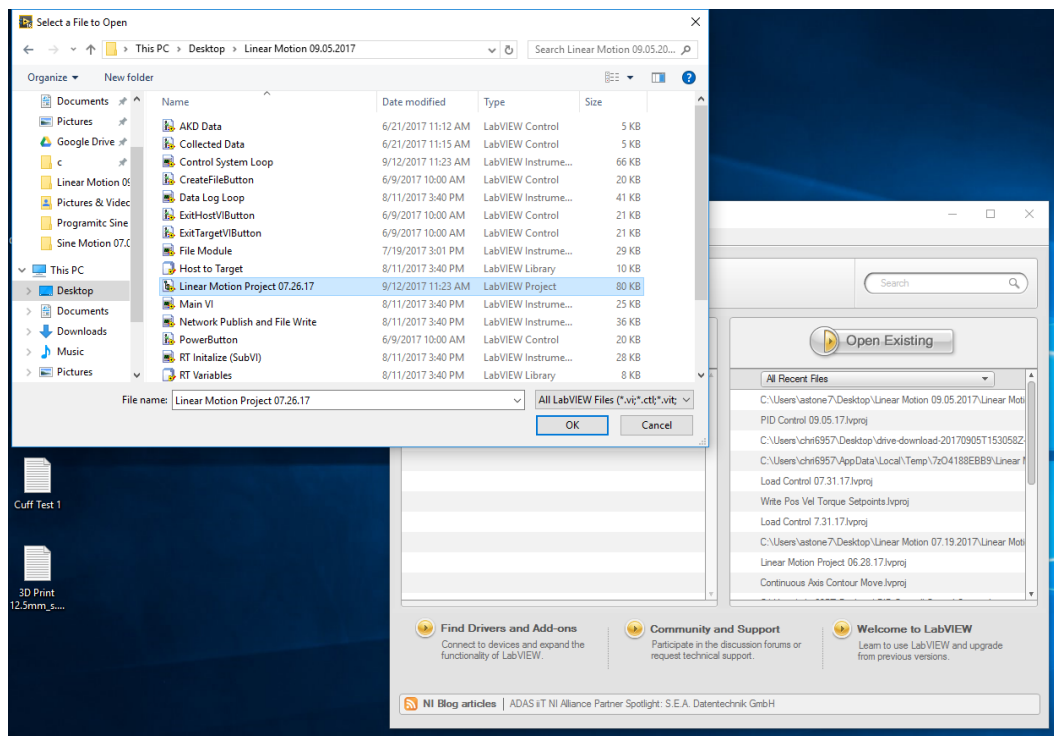 Select a File to Open
This PC > Desktop > Linear Motion 09.05.2017
Search Linear Motion 09.05.20...
Organize New folder
Name Date modified Type Size
Documents
Pictures
Google Drive
c
Linear Motion 09
Pictures & Videc
Programitc Sine
Sine Motion 07.0
This PC
Desktop
Documents
Downloads
Music
Pictures
AKD Data 6/21/2017 11:12 AM LabVIEW Control 5 KB
Collected Data 6/21/2017 11:15 AM LabVIEW Control 5 KB
Control System Loop 9/12/2017 11:23 AM LabVIEW Instrume... 66 KB
CreateFileButton 6/9/2017 10:00 AM LabVIEW Control 20 KB
Data Log Loop 8/11/2017 3:40 PM LabVIEW Instrume... 41 KB
ExitHostVIButton 6/9/2017 10:00 AM LabVIEW Control 21 KB
ExitTargetVIButton 6/9/2017 10:00 AM LabVIEW Control 21 KB
File Module 7/19/2017 3:01 PM LabVIEW Instrume... 29 KB
Host to Target 8/11/2017 3:40 PM LabVIEW Library 10 KB
Linear Motion Project 07.26.17 9/12/2017 11:23 AM LabVIEW Project 80 KB
Main VI 8/11/2017 3:40 PM LabVIEW Instrume... 25 KB
Network Publish and File Write 8/11/2017 3:40 PM LabVIEW Instrume... 36 KB
PowerButton 6/9/2017 10:00 AM LabVIEW Control 20 KB
RT Initalize (SubVI) 8/11/2017 3:40 PM LabVIEW Instrume... 28 KB
RT Variables 8/11/2017 3:40 PM LabVIEW Library 8 KB
File name: Linear Motion Project 07.26.17 All LabVIEW Files (*.vi;*.ctl;*.vit;
OK Cancel
Search
Open Existing
All Recent Files
C:\Users\astone7\Desktop\Linear Motion 09.05.2017\Linear Moti
PID Control 09.05.17.lvproj
C:\Users\chri6957\Desktop\drive-download-20170905T153058Z-
C:\Users\chri6957\AppData\Local\Temp\7zO4188EBB9\Linear M
Load Control 07.31.17.lvproj
Write Pos Vel Torque Setpoints.lvproj
Load Control 7.31.17.lvproj
C:\Users\astone7\Desktop\Linear Motion 07.19.2017\Linear Moti
Linear Motion Project 06.28.17.lvproj
Continuous Axis Contour Move.lvproj
Cuff Test 1
3D Print
12.5mm_s....
Find Drivers and Add-ons
Connect to devices and expand the
functionality of LabVIEW.
Community and Support
Participate in the discussion forums or
request technical support.
Welcome to LabVIEW
Learn to use LabVIEW and upgrade
from previous versions.
NI Blog articles | ADAS iiT NI Alliance Partner Spotlight: S.E.A. Datentechnik GmbH